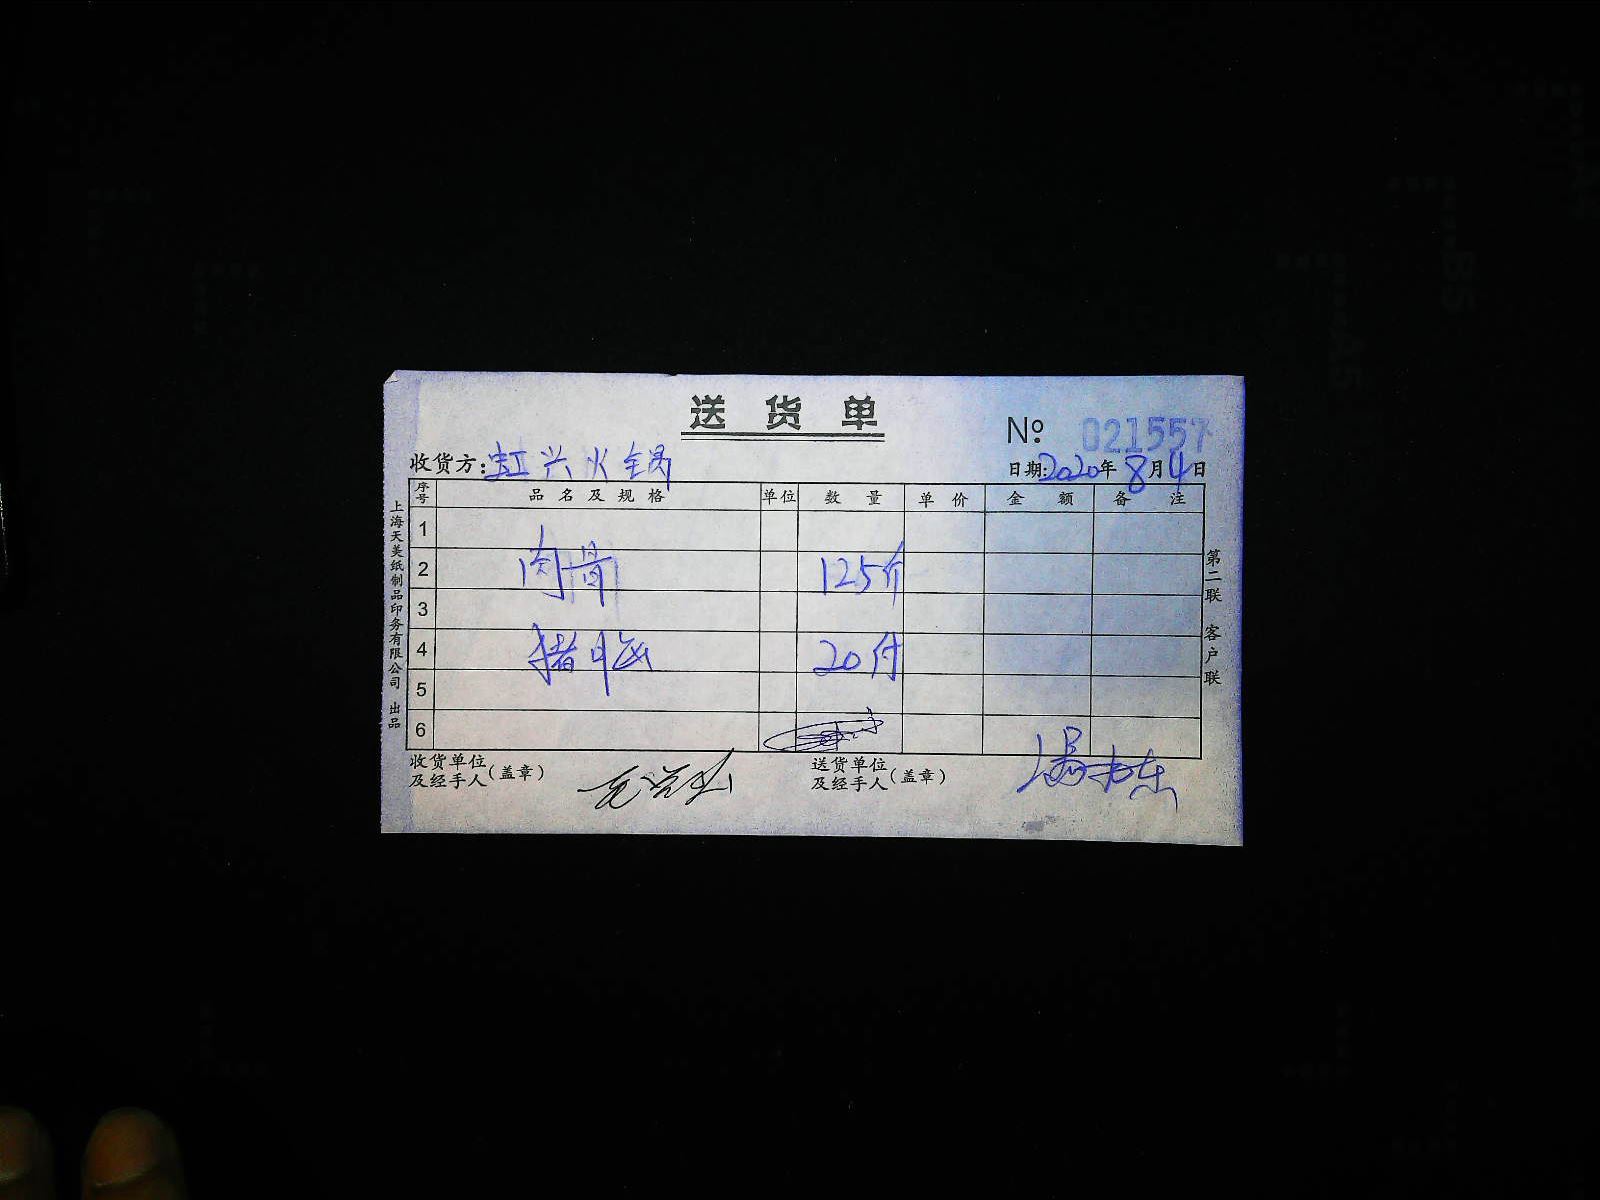 送货单
№: 021557
收货方: 虹兴火锅
日期: 2020年8月4日
序号 品名及规格 单位 数量 单价 金额 备注
1
2 肉骨 125斤
3
4 猪脑 20付
5
6
收货单位及经手人(盖章)
送货单位及经手人(盖章)
上海天美纸制品印务有限公司 出品
第二联 客户联